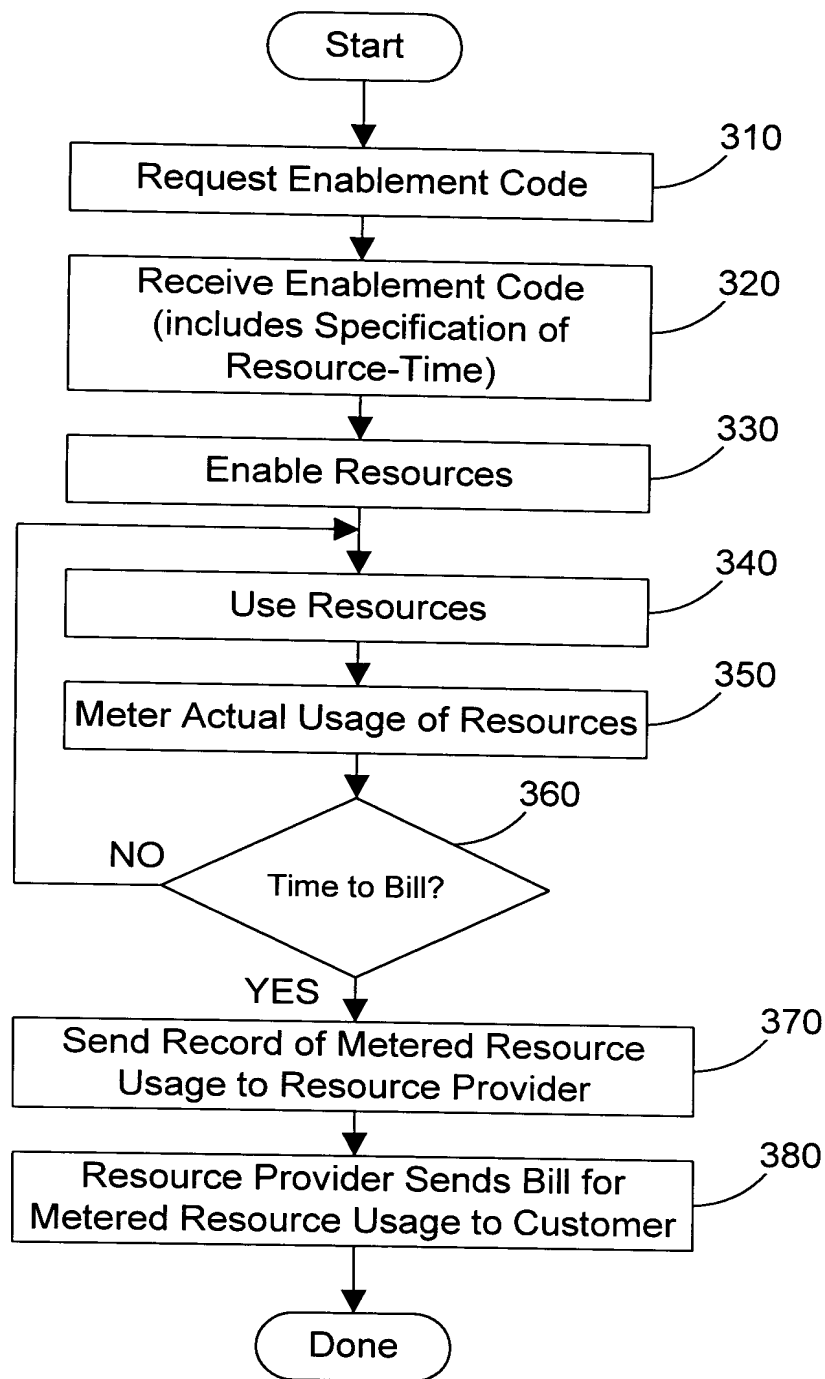 Start
310
Request Enablement Code
320
Receive Enablement Code
(includes Specification of
Resource-Time)
330
Enable Resources
340
Use Resources
350
Meter Actual Usage of Resources
360
NO
Time to Bill?
YES
370
Send Record of Metered Resource
Usage to Resource Provider
380
Resource Provider Sends Bill for
Metered Resource Usage to Customer
Done